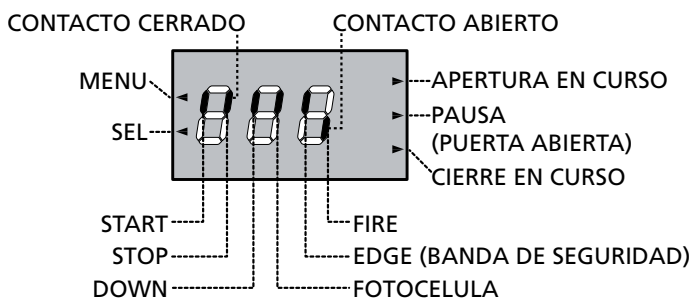 CONTACTO CERRADO
CONTACTO ABIERTO
MENU
SEL
APERTURA EN CURSO
PAUSA
(PUERTA ABIERTA)
CIERRE EN CURSO
START
STOP
DOWN
FIRE
EDGE (BANDA DE SEGURIDAD)
FOTOCELULA